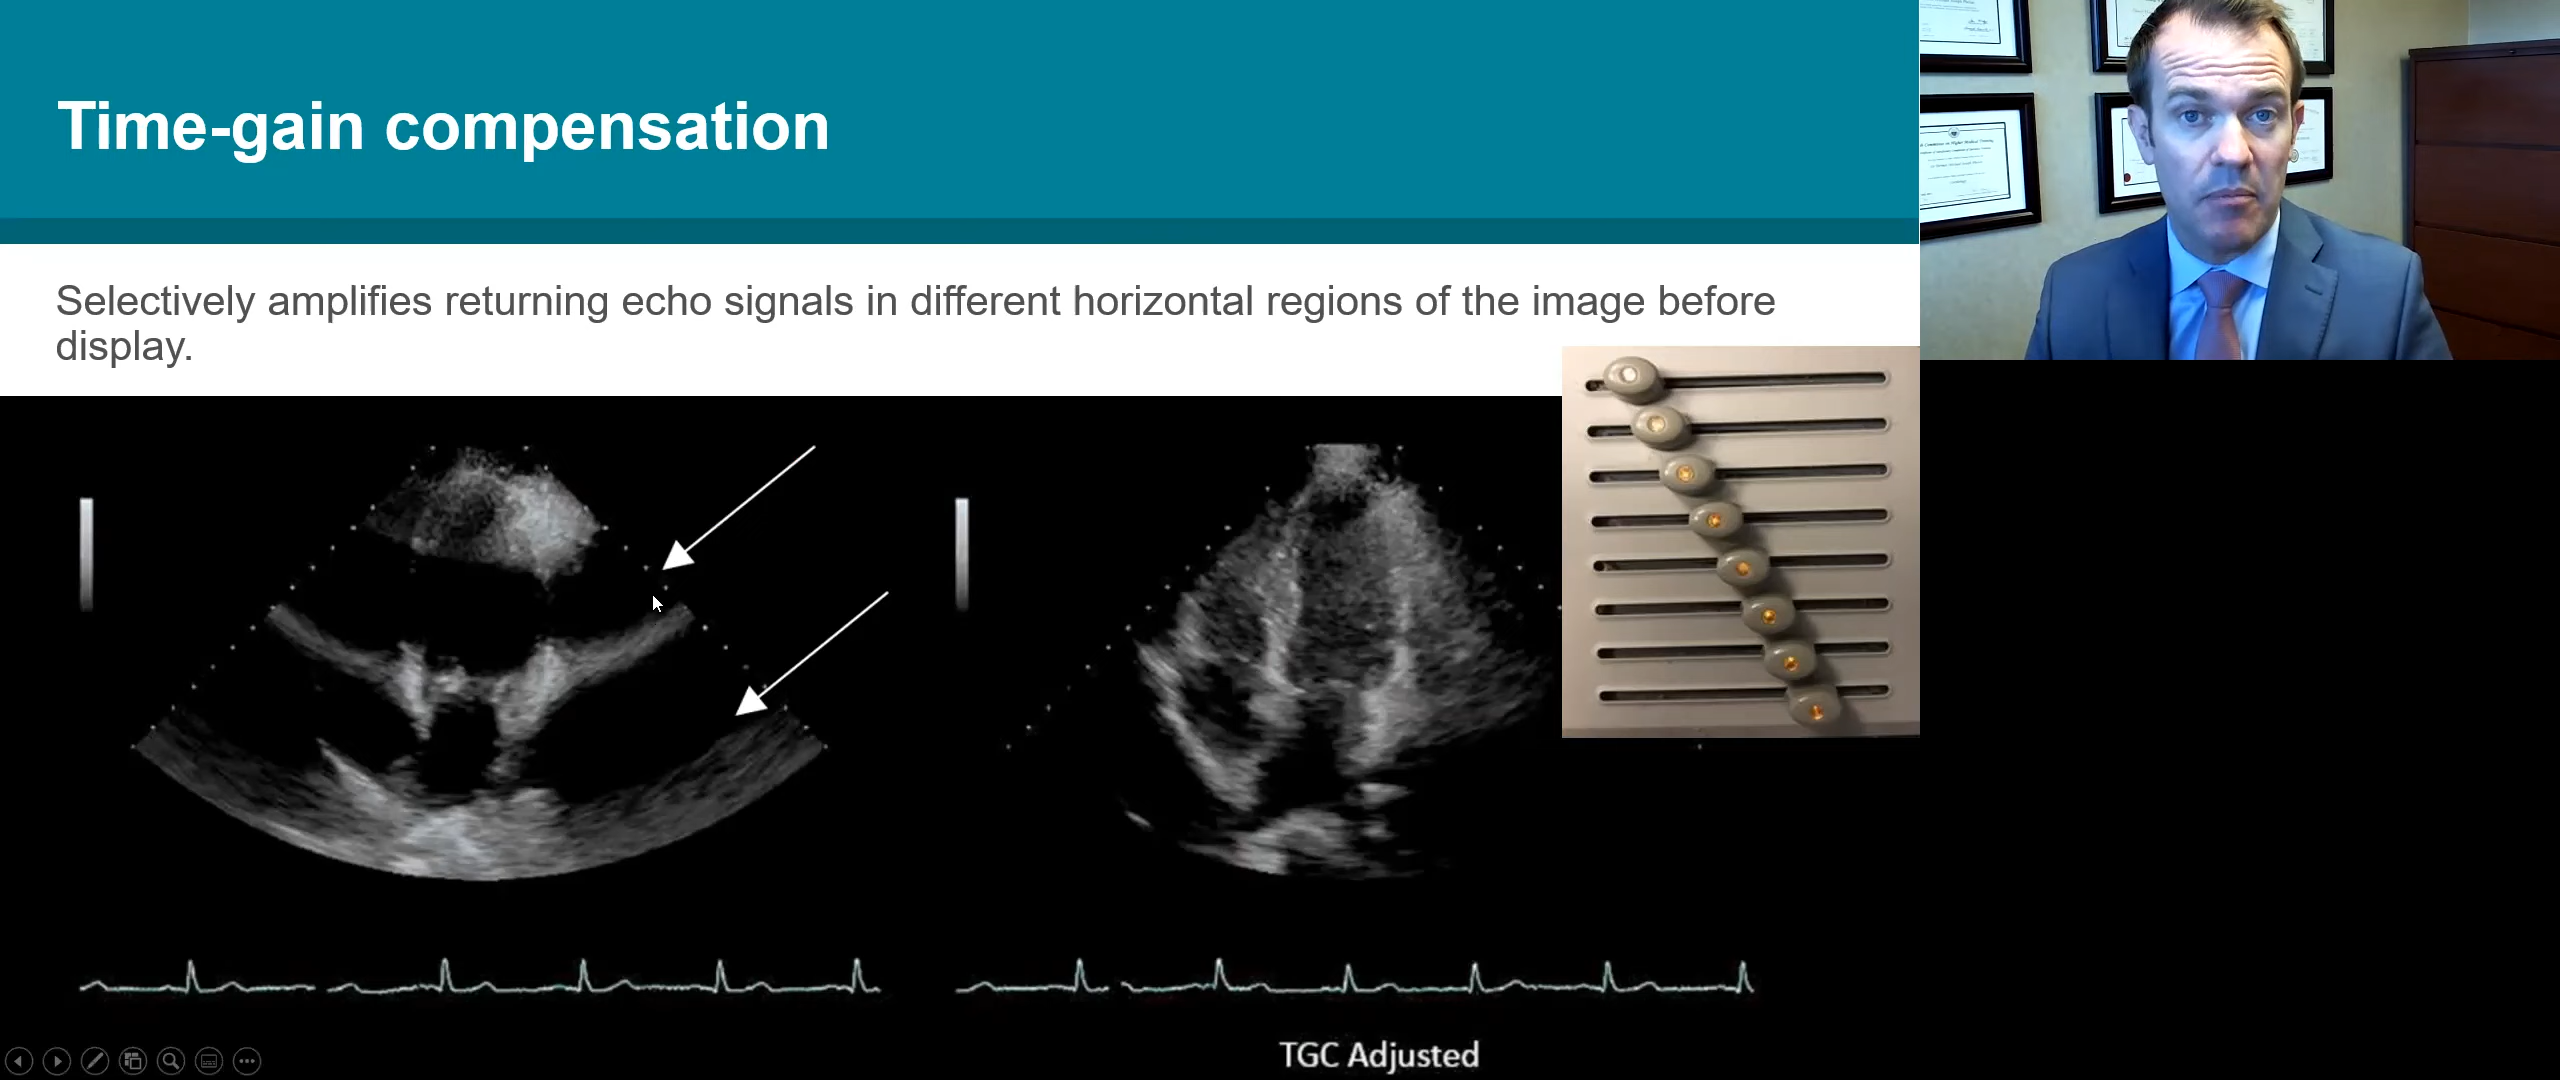 Time-gain compensation
Selectively amplifies returning echo signals in different horizontal regions of the image before
display.
TGC Adjusted